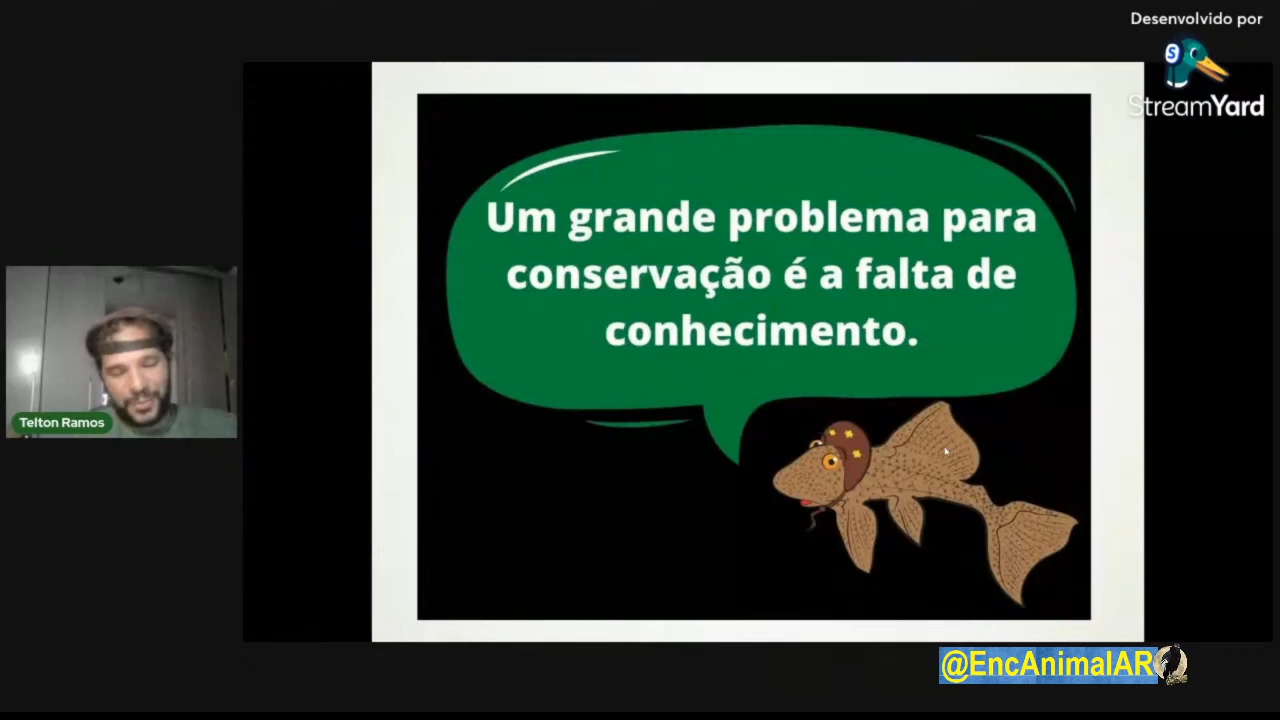 Desenvolvido por
StreamYard
Um grande problema para
conservação é a falta de
conhecimento.
Telton Ramos
@EncAnimalAR